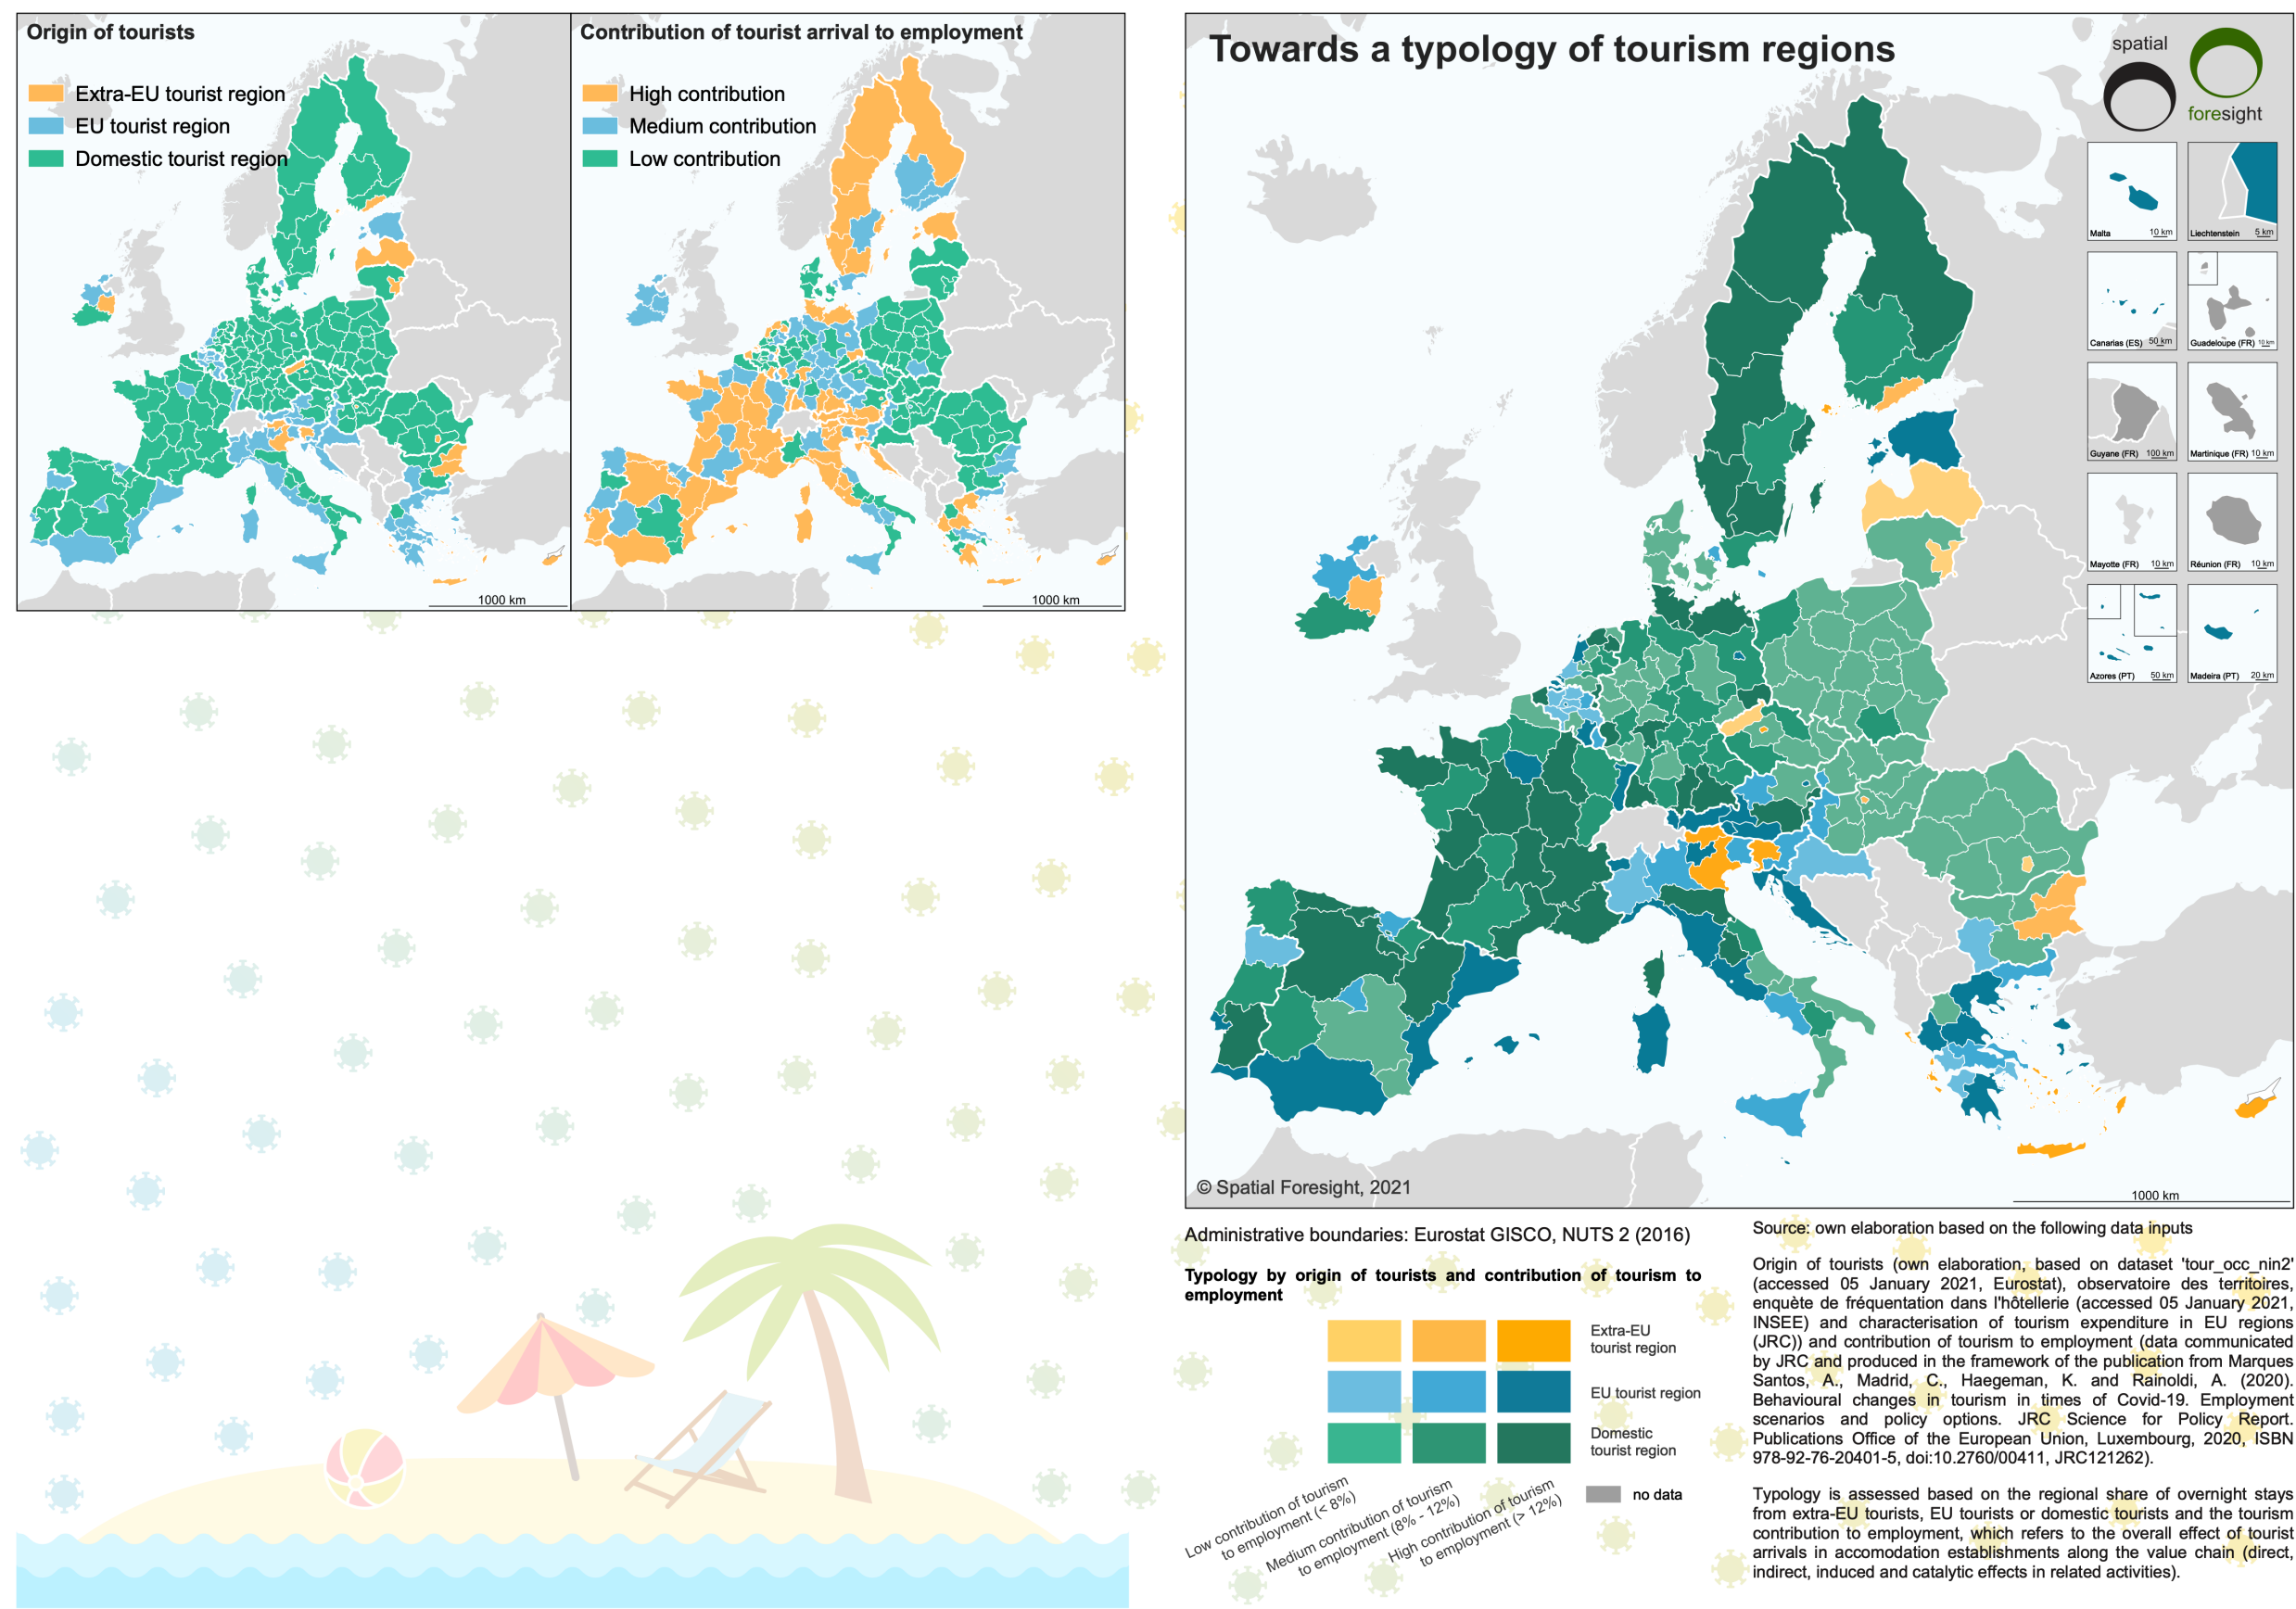 Origin of tourists
Extra-EU tourist region
EU tourist region
Domestic tourist region
1000 km
Contribution of tourist arrival to employment
High contribution
Medium contribution
Low contribution
1000 km
Towards a typology of tourism regions
spatial
foresight
Malta 10 km
Liechtenstein 5 km
Canarias (ES) 50 km
Guadeloupe (FR) 10 km
Guyane (FR) 100 km
Martinique (FR) 10 km
Mayotte (FR) 10 km
Réunion (FR) 10 km
Azores (PT) 50 km
Madeira (PT) 20 km
© Spatial Foresight, 2021
1000 km
Administrative boundaries: Eurostat GISCO, NUTS 2 (2016)
Typology by origin of tourists and contribution of tourism to
employment
Extra-EU
tourist region
EU tourist region
Domestic
tourist region
Low contribution of tourism
to employment (< 8%)
Medium contribution of tourism
to employment (8% - 12%)
High contribution of tourism
to employment (> 12%)
no data
Source: own elaboration based on the following data inputs
Origin of tourists (own elaboration, based on dataset 'tour_occ_nin2'
(accessed 05 January 2021, Eurostat), observatoire des territoires,
enquète de fréquentation dans l'hôtellerie (accessed 05 January 2021,
INSEE) and characterisation of tourism expenditure in EU regions
(JRC)) and contribution of tourism to employment (data communicated
by JRC and produced in the framework of the publication from Marques
Santos, A., Madrid, C., Haegeman, K. and Rainoldi, A. (2020).
Behavioural changes in tourism in times of Covid-19. Employment
scenarios and policy options. JRC Science for Policy Report.
Publications Office of the European Union, Luxembourg, 2020, ISBN
978-92-76-20401-5, doi:10.2760/00411, JRC121262).
Typology is assessed based on the regional share of overnight stays
from extra-EU tourists, EU tourists or domestic tourists and the tourism
contribution to employment, which refers to the overall effect of tourist
arrivals in accomodation establishments along the value chain (direct,
indirect, induced and catalytic effects in related activities).